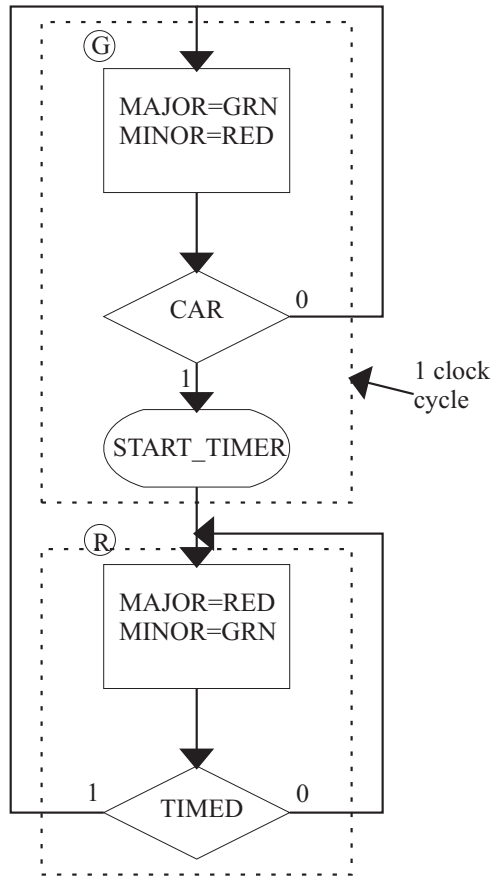 G
MAJOR=GRN
MINOR=RED
CAR
0
1
1 clock
cycle
START_TIMER
R
MAJOR=RED
MINOR=GRN
1
TIMED
0